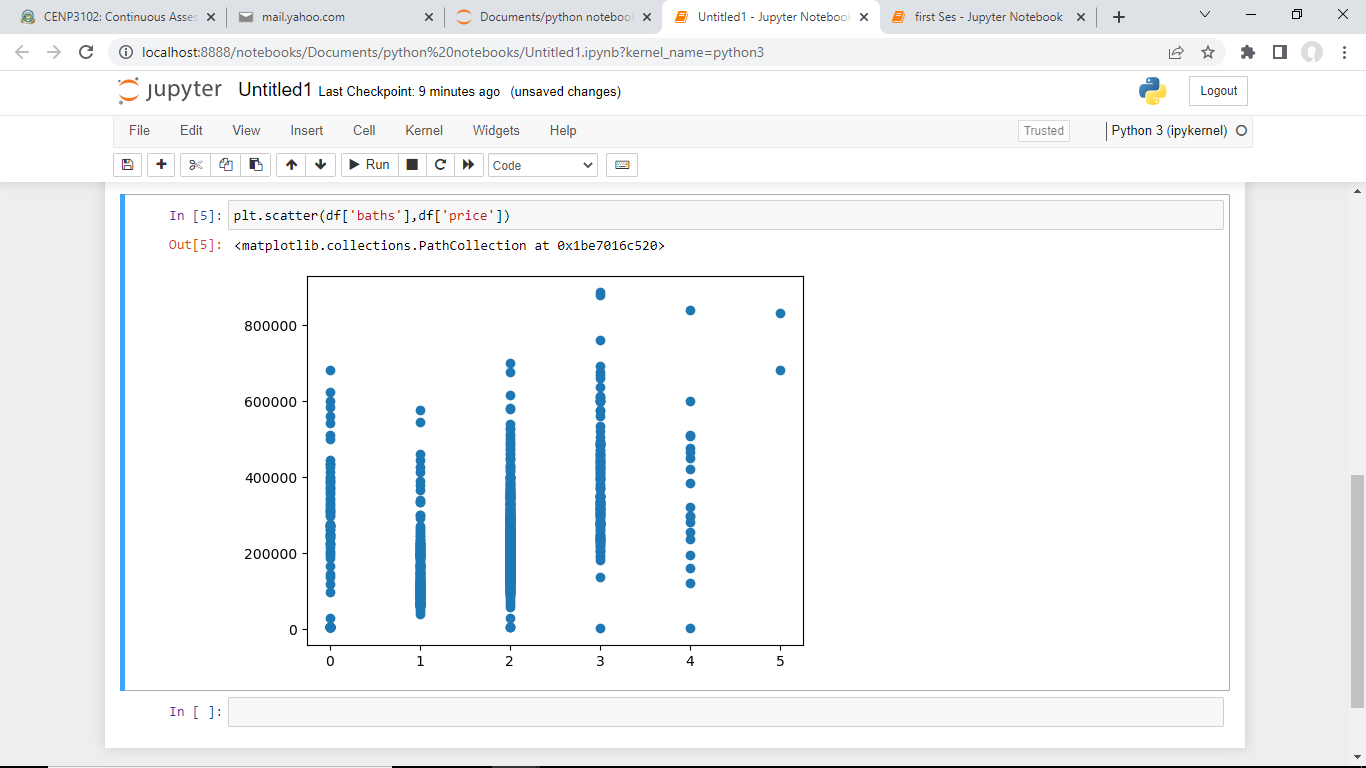 CENP3102: Continuous Asses
mail.yahoo.com
Documents/python noteboo
Untitled1 - Jupyter Notebook
first Ses - Jupyter Notebook
localhost:8888/notebooks/Documents/python%20notebooks/Untitled1.ipynb?kernel_name=python3
jupyter Untitled1 Last Checkpoint: 9 minutes ago (unsaved changes)
Logout
File Edit View Insert Cell Kernel Widgets Help
Trusted
Python 3 (ipykernel)
Run
Code
In [5]: plt.scatter(df['baths'],df['price'])
Out[5]: <matplotlib.collections.PathCollection at 0x1be7016c520>
800000
600000
400000
200000
0
0 1 2 3 4 5
In [ ]: